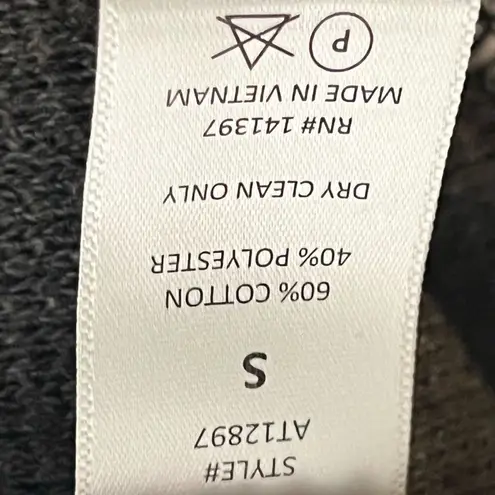 STYLE#
AT12897
S
60% COTTON
40% POLYESTER
DRY CLEAN ONLY
RN# 141397
MADE IN VIETNAM
P